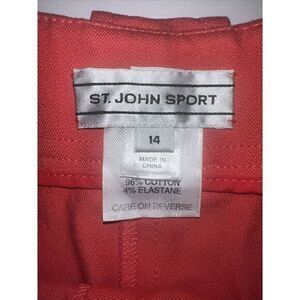 ST. JOHN SPORT
14
MADE IN
CHINA
96% COTTON
4% ELASTANE
CARE ON REVERSE